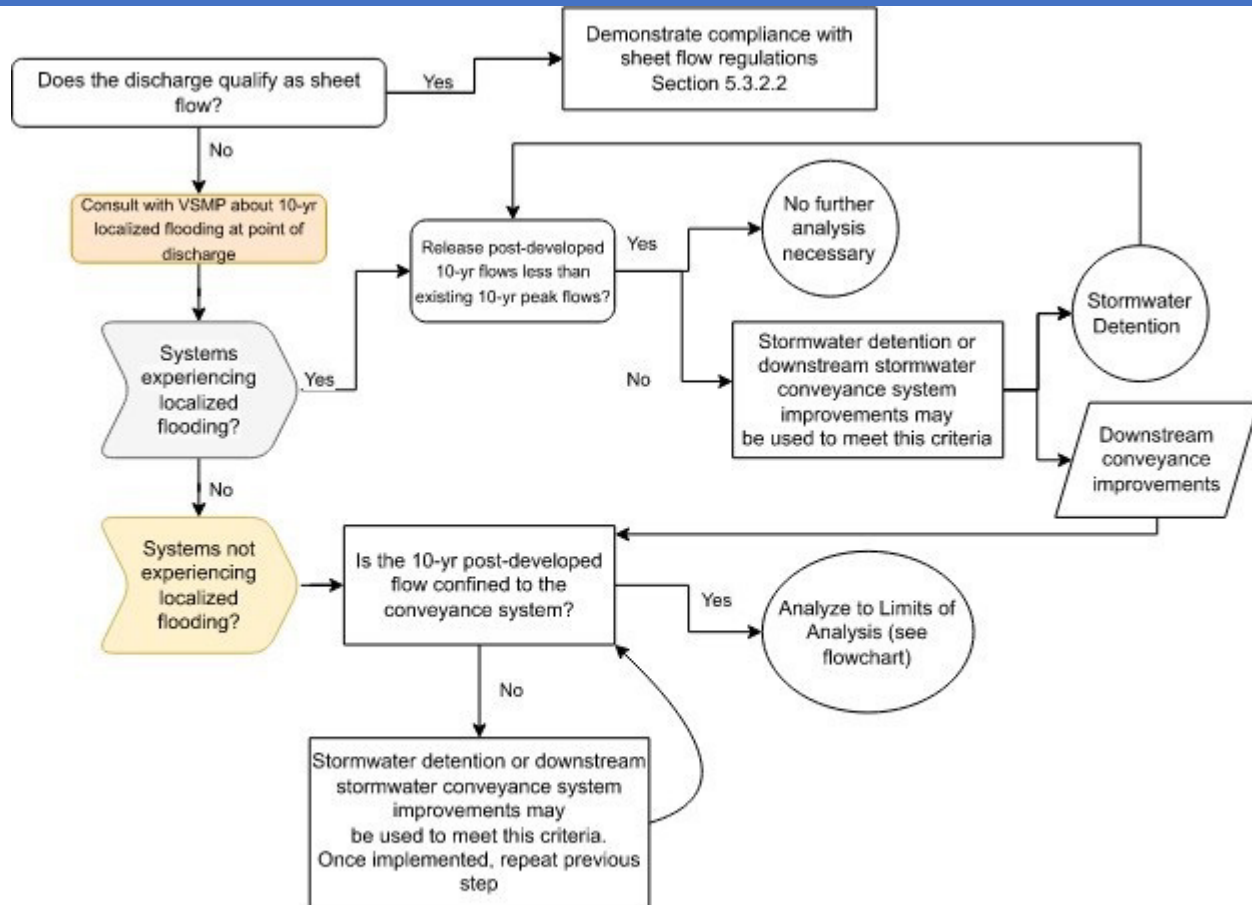 Demonstrate compliance with
sheet flow regulations
Section 5.3.2.2
Does the discharge qualify as sheet
flow?
Yes
No
Consult with VSMP about 10-yr
localized flooding at point of
discharge
No further
analysis
necessary
Release post-developed
10-yr flows less than
existing 10-yr peak flows?
Yes
Stormwater
Detention
Systems
experiencing
localized
flooding?
Yes
No
Stormwater detention or
downstream stormwater
conveyance system
improvements may
be used to meet this criteria
Downstream
conveyance
improvements
No
Systems not
experiencing
localized
flooding?
Is the 10-yr post-developed
flow confined to the
conveyance system?
Yes
Analyze to Limits of
Analysis (see
flowchart)
No
Stormwater detention or downstream
stormwater conveyance system
improvements may
be used to meet this criteria.
Once implemented, repeat previous
step